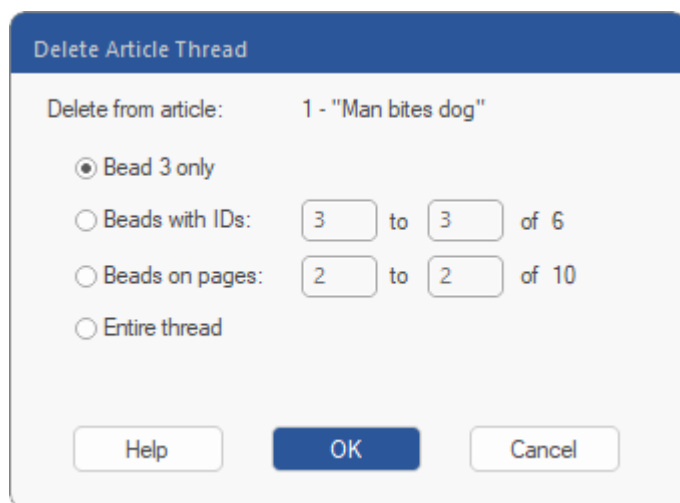 Delete Article Thread
Delete from article: 1 - "Man bites dog"
Bead 3 only
Beads with IDs: 3 to 3 of 6
Beads on pages: 2 to 2 of 10
Entire thread
Help OK Cancel